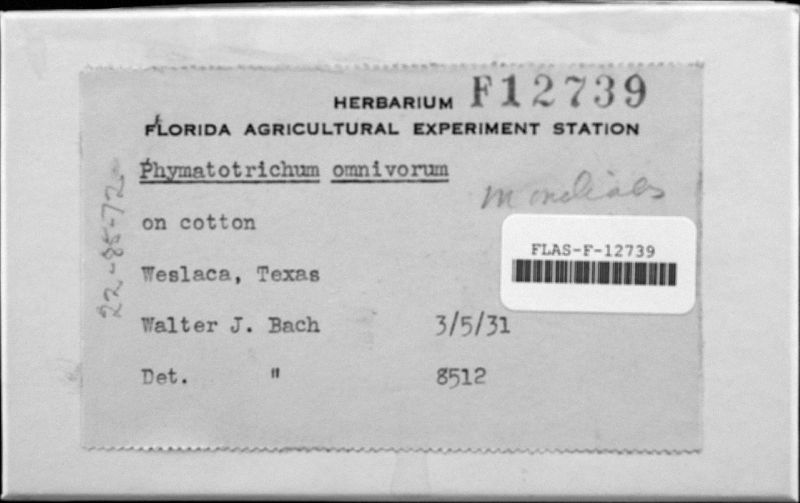 HERBARIUM F12739
FLORIDA AGRICULTURAL EXPERIMENT STATION
Phymatotrichum omnivorum
Moniliales
on cotton
FLAS-F-12739
Weslaca, Texas
Walter J. Bach 3/5/31
Det. " 8512
22-85-72